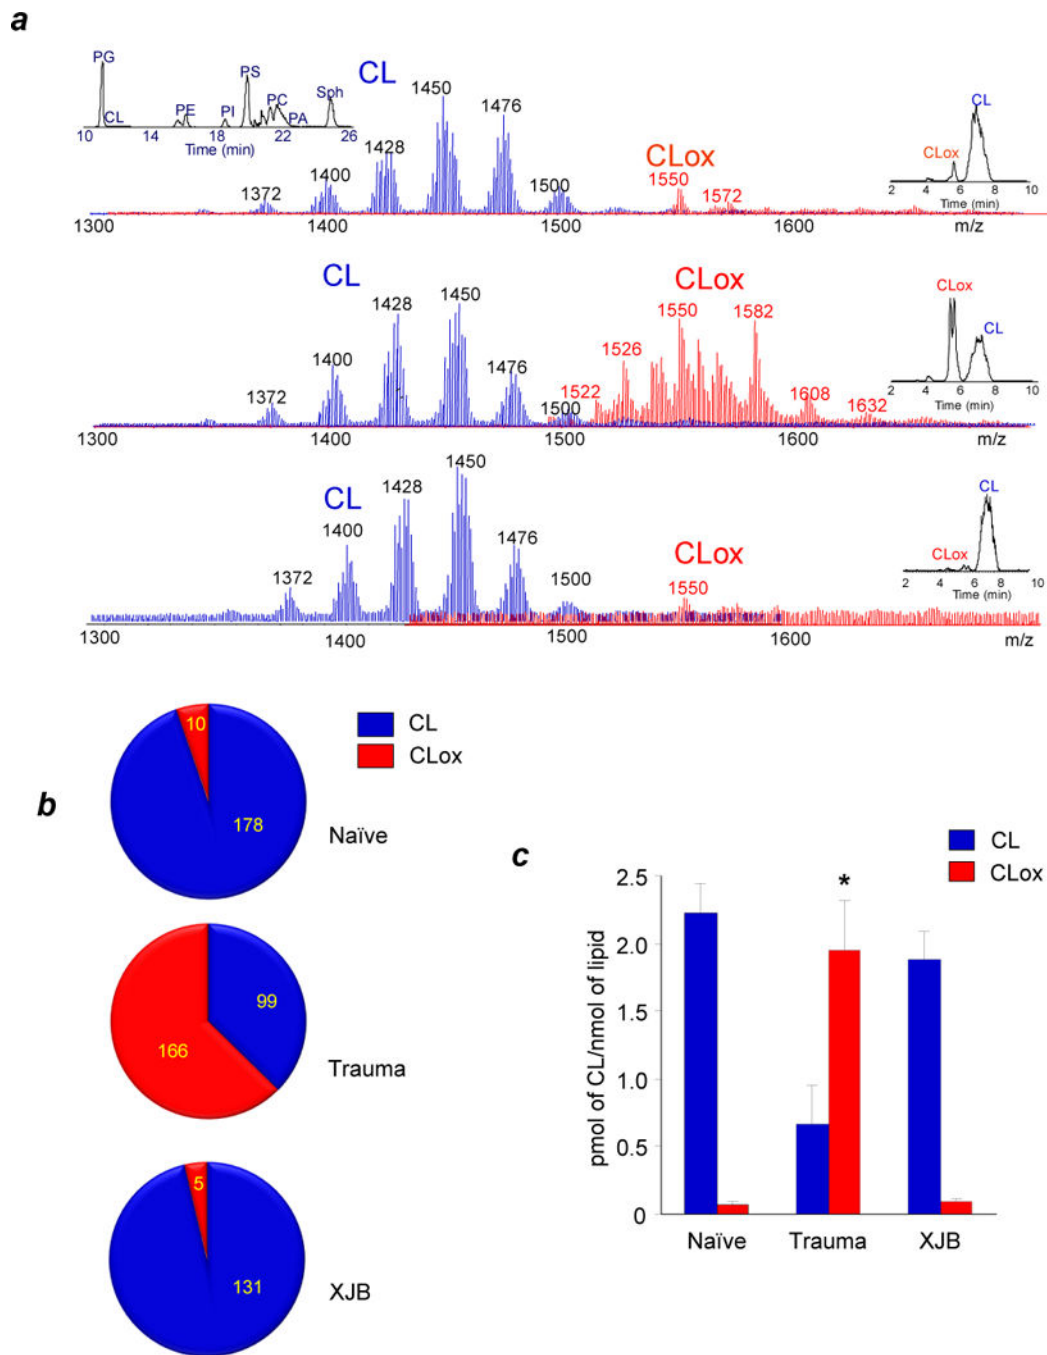 a
PG
CL
PE
PI
PS
PC
PA
Sph
10 14 18 22 26
Time (min)
CL
1372
1400
1428
1450
1476
1500
CLox
1550
1572
CLox
CL
2 4 6 8 10
Time (min)
1300 1400 1500 1600 m/z
CL
1372
1400
1428
1450
1476
1500
CLox
1522
1526
1550
1582
1608
1632
CLox
CL
2 4 6 8 10
Time (min)
1300 1400 1500 1600 m/z
CL
1372
1400
1428
1450
1476
1500
CLox
1550
CL
CLox
2 4 6 8 10
Time (min)
1300 1400 1500 1600 m/z
b
CL
CLox
10
178
Naïve
99
166
Trauma
5
131
XJB
c
CL
CLox
pmol of CL/nmol of lipid
2.5
2.0
1.5
1.0
0.5
0
*
Naïve Trauma XJB